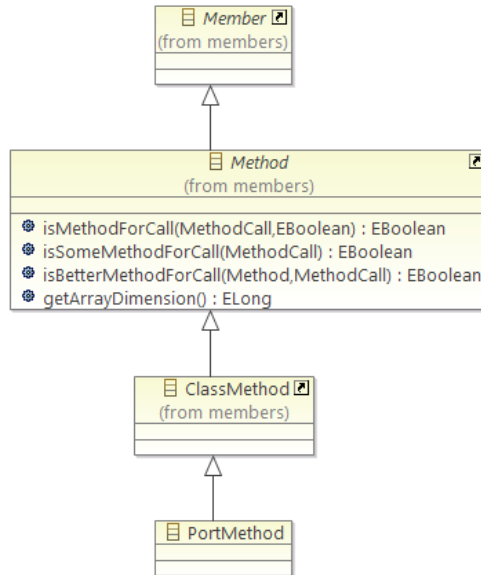 Member
(from members)
Method
(from members)
isMethodForCall(MethodCall,EBoolean) : EBoolean
isSomeMethodForCall(MethodCall) : EBoolean
isBetterMethodForCall(Method,MethodCall) : EBoolean
getArrayDimension() : ELong
ClassMethod
(from members)
PortMethod